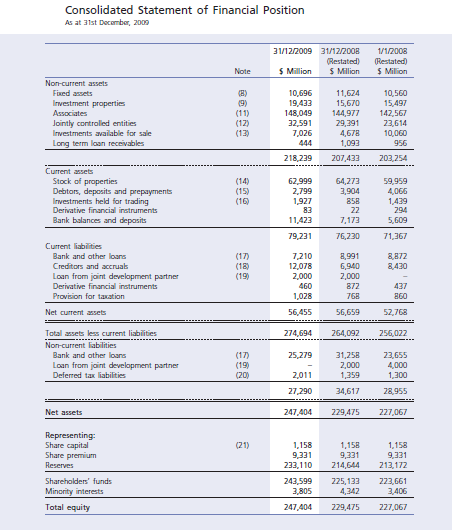 Consolidated Statement of Financial Position
As at 31st December, 2009
31/12/2009 31/12/2008 1/1/2008
(Restated) (Restated)
Note $ Million $ Million $ Million
Non-current assets
Fixed assets (8) 10,696 11,624 10,560
Investment properties (9) 19,433 15,670 15,497
Associates (11) 148,049 144,977 142,567
Jointly controlled entities (12) 32,591 29,391 23,614
Investments available for sale (13) 7,026 4,678 10,060
Long term loan receivables 444 1,093 956
218,239 207,433 203,254
Current assets
Stock of properties (14) 62,999 64,273 59,959
Debtors, deposits and prepayments (15) 2,799 3,904 4,066
Investments held for trading (16) 1,927 858 1,439
Derivative financial instruments 83 22 294
Bank balances and deposits 11,423 7,173 5,609
79,231 76,230 71,367
Current liabilities
Bank and other loans (17) 7,210 8,991 8,872
Creditors and accruals (18) 12,078 6,940 8,430
Loan from joint development partner (19) 2,000 2,000 –
Derivative financial instruments 460 872 437
Provision for taxation 1,028 768 860
Net current assets 56,455 56,659 52,768
Total assets less current liabilities 274,694 264,092 256,022
Non-current liabilities
Bank and other loans (17) 25,279 31,258 23,655
Loan from joint development partner (19) – 2,000 4,000
Deferred tax liabilities (20) 2,011 1,359 1,300
27,290 34,617 28,955
Net assets 247,404 229,475 227,067
Representing:
Share capital (21) 1,158 1,158 1,158
Share premium 9,331 9,331 9,331
Reserves 233,110 214,644 213,172
Shareholders' funds 243,599 225,133 223,661
Minority interests 3,805 4,342 3,406
Total equity 247,404 229,475 227,067